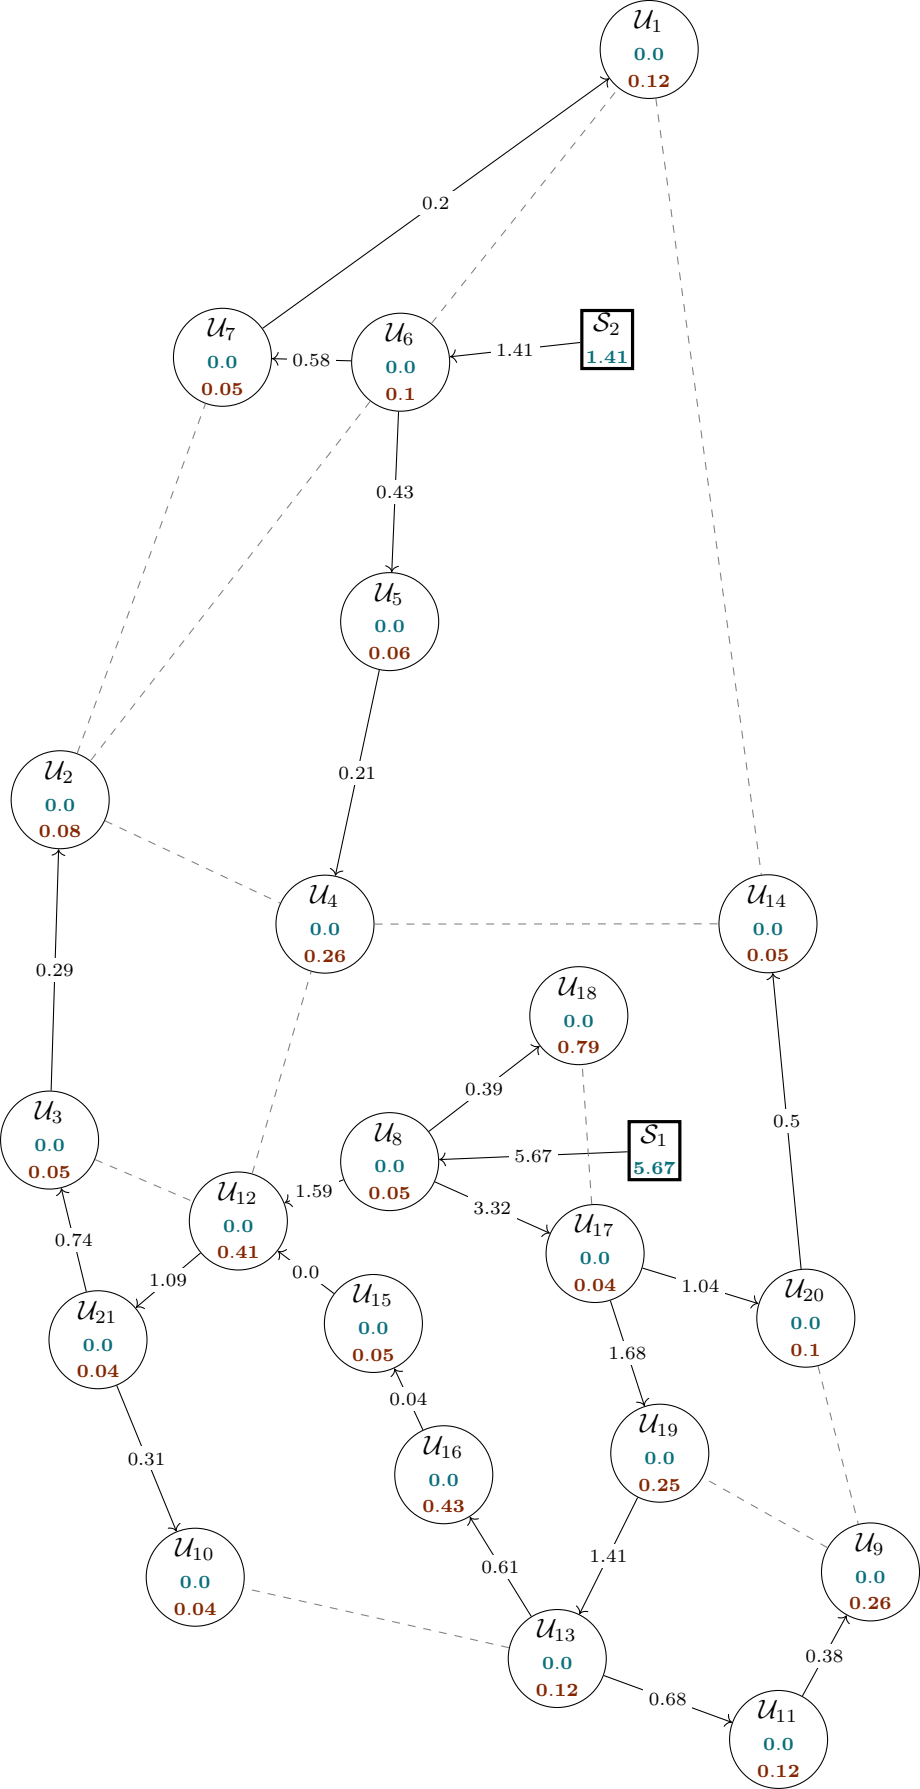 𝒰₁
0.0
0.12
0.2
𝒰₇
0.0
0.05
0.58
𝒰₆
0.0
0.1
1.41
𝒮₂
1.41
0.43
𝒰₅
0.0
0.06
0.21
𝒰₂
0.0
0.08
𝒰₄
0.0
0.26
𝒰₁₄
0.0
0.05
0.29
𝒰₁₈
0.0
0.79
0.39
0.5
𝒰₃
0.0
0.05
𝒰₈
0.0
0.05
5.67
𝒮₁
5.67
1.59
3.32
𝒰₁₂
0.0
0.41
0.74
1.09
0.0
𝒰₁₇
0.0
0.04
1.04
𝒰₂₀
0.0
0.1
𝒰₂₁
0.0
0.04
𝒰₁₅
0.0
0.05
1.68
0.04
0.31
𝒰₁₆
0.0
0.43
𝒰₁₉
0.0
0.25
0.61
1.41
𝒰₁₀
0.0
0.04
𝒰₉
0.0
0.26
𝒰₁₃
0.0
0.12
0.38
0.68
𝒰₁₁
0.0
0.12